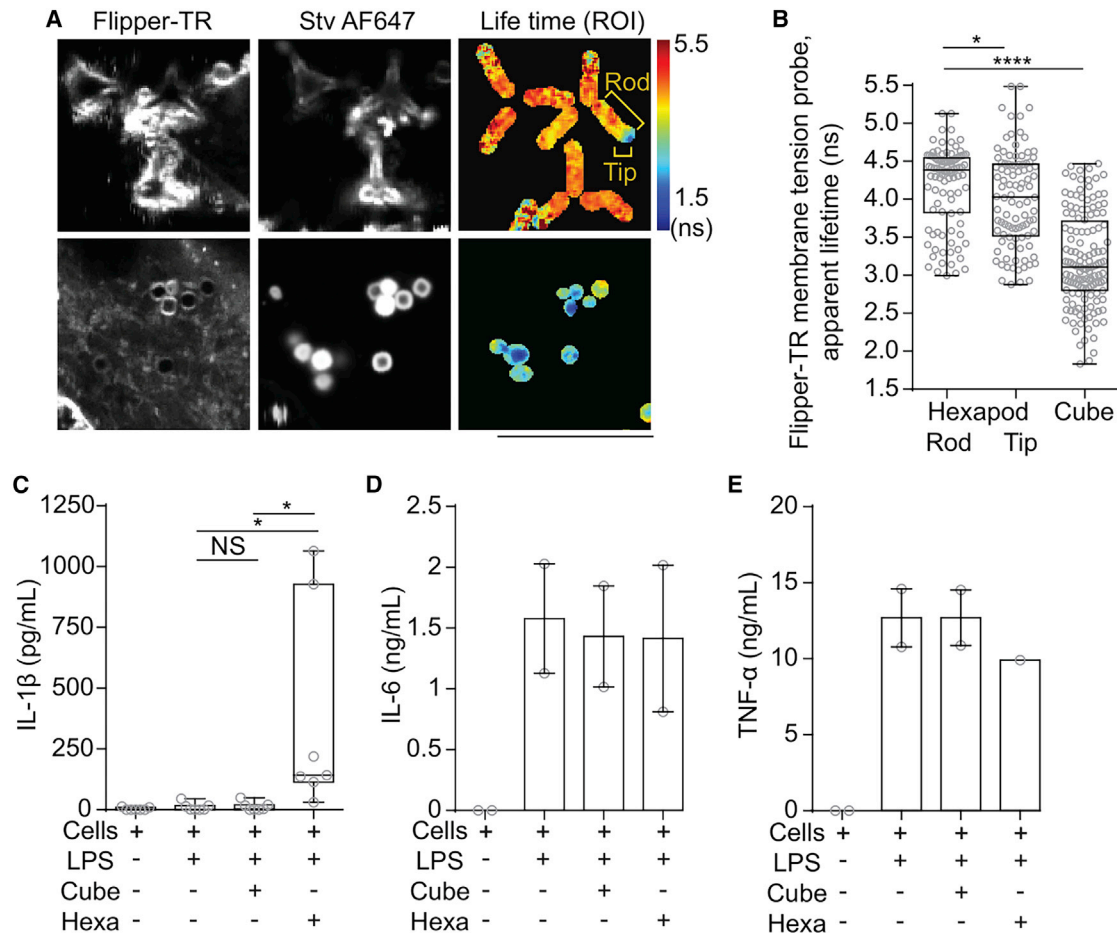 A
Flipper-TR
Stv AF647
Life time (ROI)
5.5
1.5
(ns)
Rod
Tip
B
*
****
Flipper-TR membrane tension probe,
apparent lifetime (ns)
5.5
5.0
4.5
4.0
3.5
3.0
2.5
2.0
1.5
Hexapod Cube
Rod Tip
C
*
*
NS
IL-1β (pg/mL)
1250
1000
750
500
250
0
Cells + + + +
LPS - + + +
Cube - - + -
Hexa - - - +
D
IL-6 (ng/mL)
2.5
2
1.5
1
0.5
0
Cells + + + +
LPS - + + +
Cube - - + -
Hexa - - - +
E
TNF-α (ng/mL)
20
15
10
5
0
Cells + + + +
LPS - + + +
Cube - - + -
Hexa - - - +